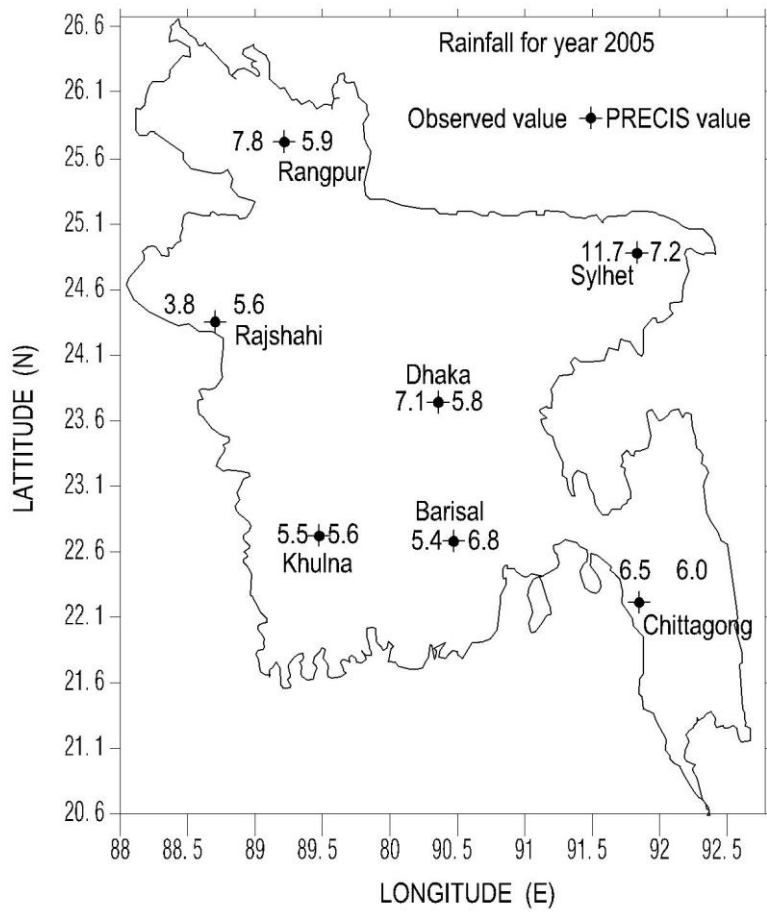 26.6
Rainfall for year 2005
26.1
Observed value PRECIS value
7.8 5.9
25.6
Rangpur
25.1
11.7 7.2
Sylhet
24.6
3.8 5.6
Rajshahi
24.1
Dhaka
7.1 5.8
23.6
LATTITUDE (N)
23.1
Barisal
5.5 5.6
5.4 6.8
22.6
Khulna
6.5 6.0
22.1
Chittagong
21.6
21.1
20.6
88 88.5 89 89.5 80 90.5 91 91.5 92 92.5
LONGITUDE (E)